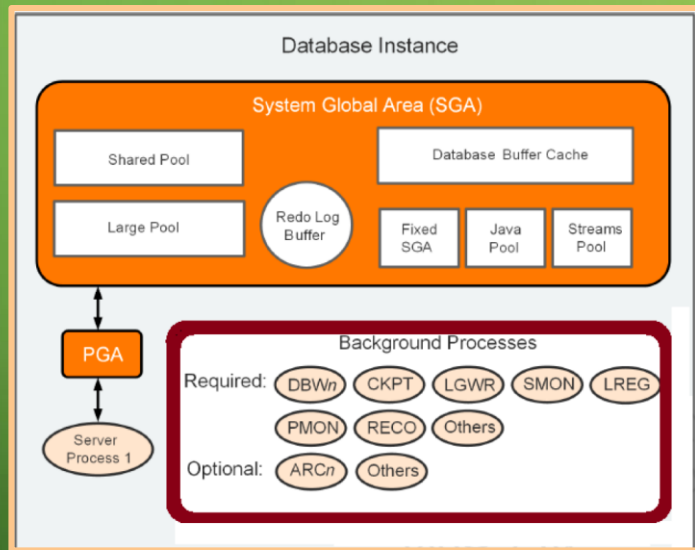 Database Instance
System Global Area (SGA)
Shared Pool
Database Buffer Cache
Large Pool
Redo Log
Buffer
Fixed
SGA
Java
Pool
Streams
Pool
PGA
Server
Process 1
Background Processes
Required: DBWn CKPT LGWR SMON LREG
PMON RECO Others
Optional: ARCn Others